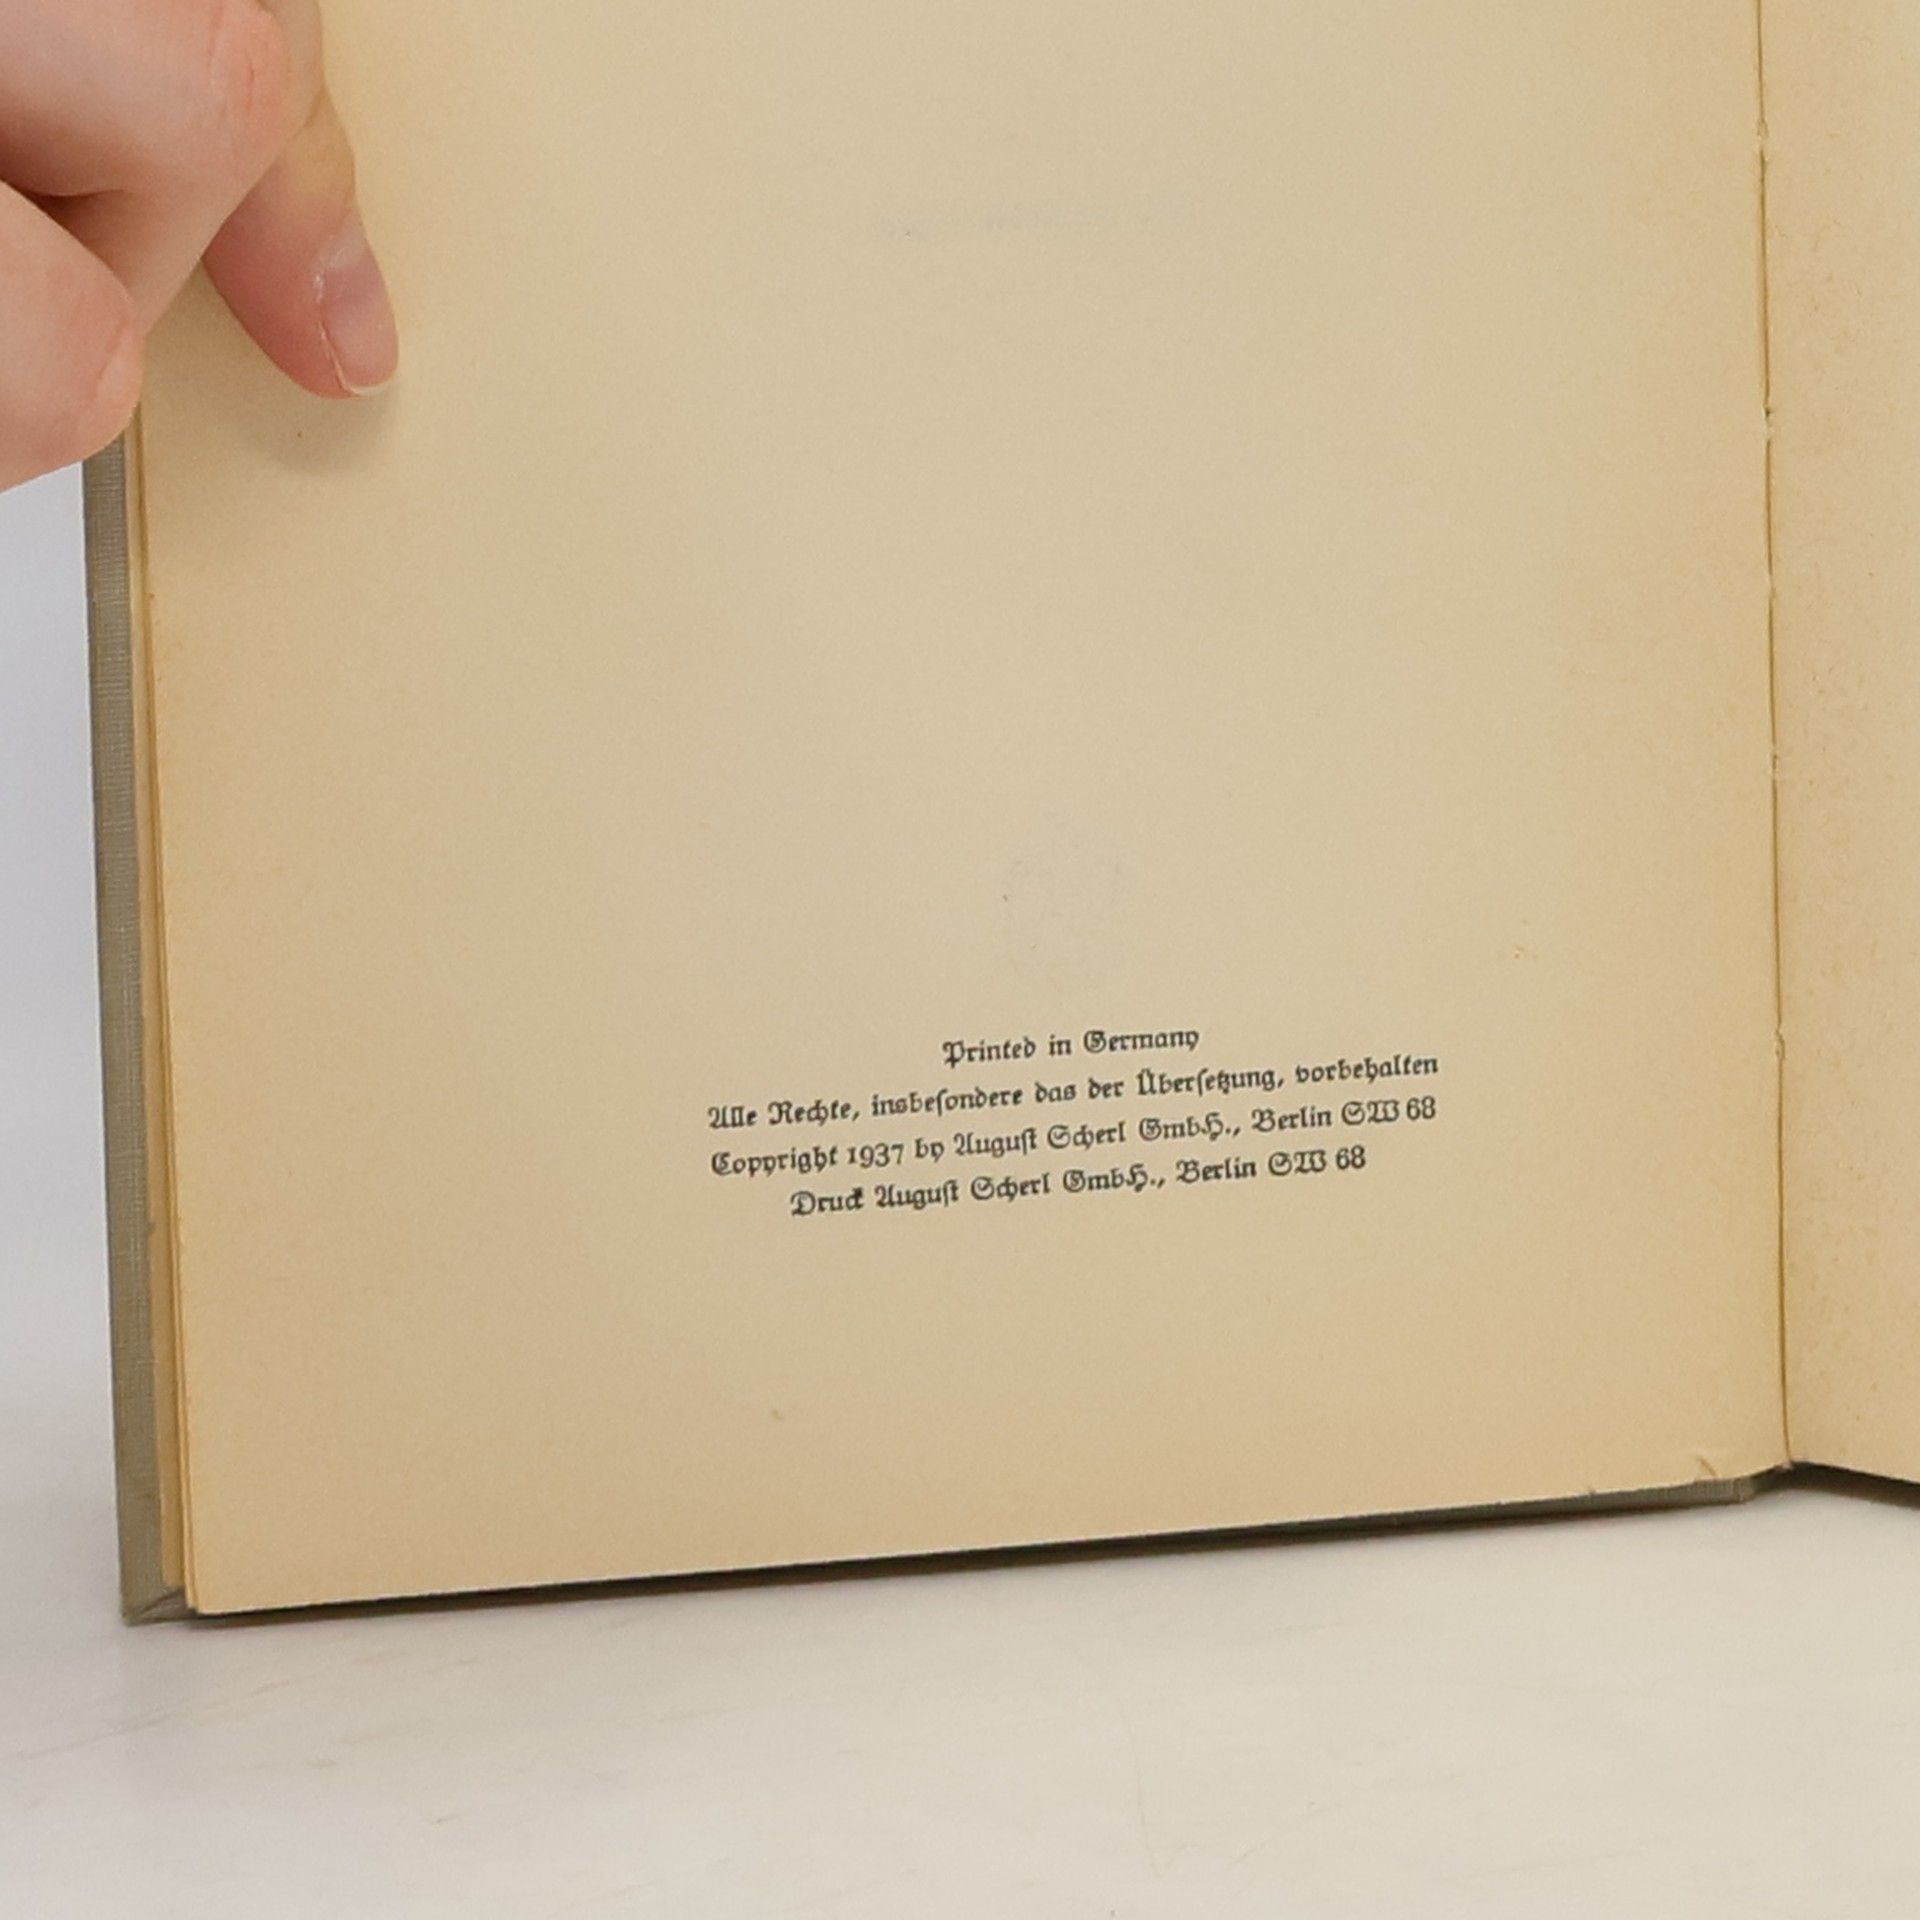 Printed in Germany
Alle Rechte, insbesondere das der Übersetzung, vorbehalten
Copyright 1937 by August Scherl GmbH., Berlin SW 68
Druck August Scherl GmbH., Berlin SW 68